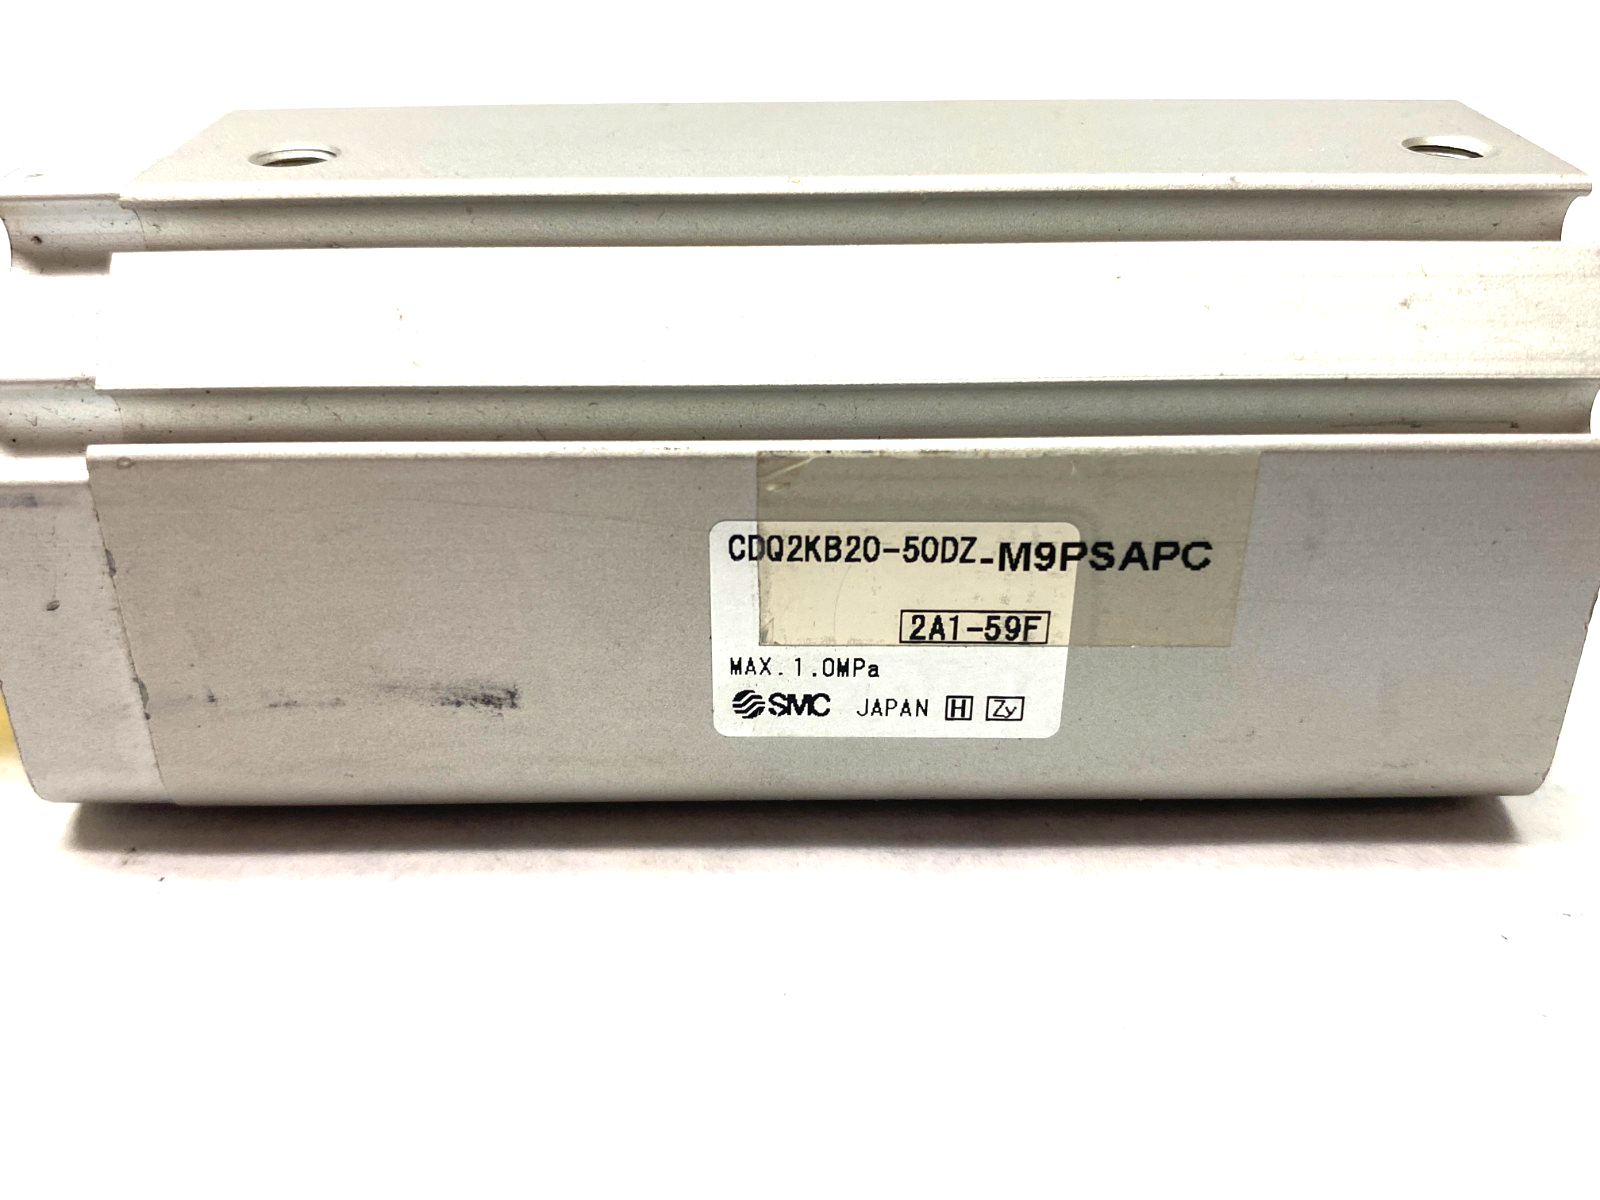 CDQ2KB20-50DZ-M9PSAPC
2A1-59F
MAX.1.0MPa
SMC JAPAN H Zy